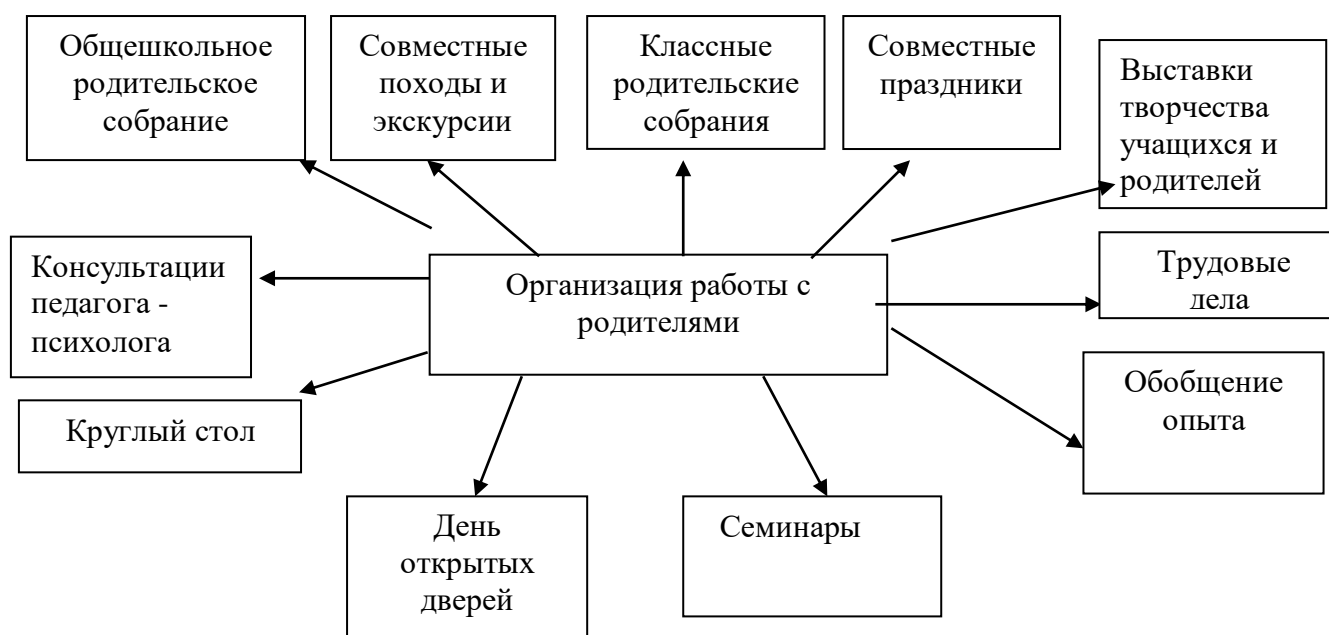 Общешкольное
родительское
собрание
Совместные
походы и
экскурсии
Классные
родительские
собрания
Совместные
праздники
Выставки
творчества
учащихся и
родителей
Консультации
педагога -
психолога
Организация работы с
родителями
Трудовые
дела
Круглый стол
Обобщение
опыта
День
открытых
дверей
Семинары